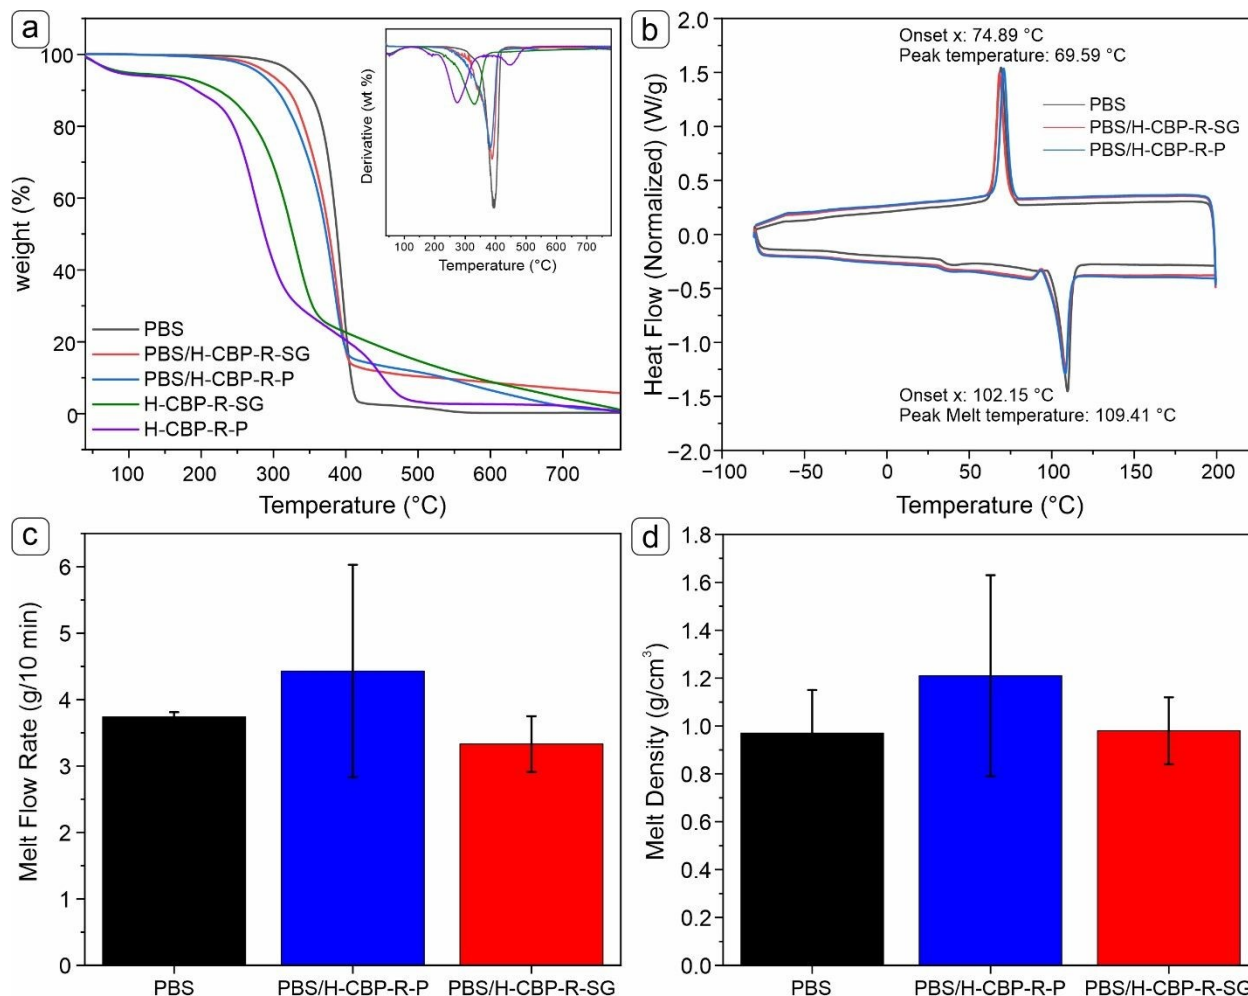 a
100
80
60
40
20
0
weight (%)
100 200 300 400 500 600 700
Temperature (°C)
PBS
PBS/H-CBP-R-SG
PBS/H-CBP-R-P
H-CBP-R-SG
H-CBP-R-P
Derivative (wt %)
100 200 300 400 500 600 700
Temperature (°C)
b
Onset x: 74.89 °C
Peak temperature: 69.59 °C
PBS
PBS/H-CBP-R-SG
PBS/H-CBP-R-P
2.0
1.5
1.0
0.5
0.0
−0.5
−1.0
−1.5
−2.0
Heat Flow (Normalized) (W/g)
Onset x: 102.15 °C
Peak Melt temperature: 109.41 °C
−100 −50 0 50 100 150 200
Temperature (°C)
c
6
5
4
3
2
1
0
Melt Flow Rate (g/10 min)
PBS PBS/H-CBP-R-P PBS/H-CBP-R-SG
d
1.8
1.6
1.4
1.2
1.0
0.8
0.6
0.4
0.2
0.0
Melt Density (g/cm³)
PBS PBS/H-CBP-R-P PBS/H-CBP-R-SG